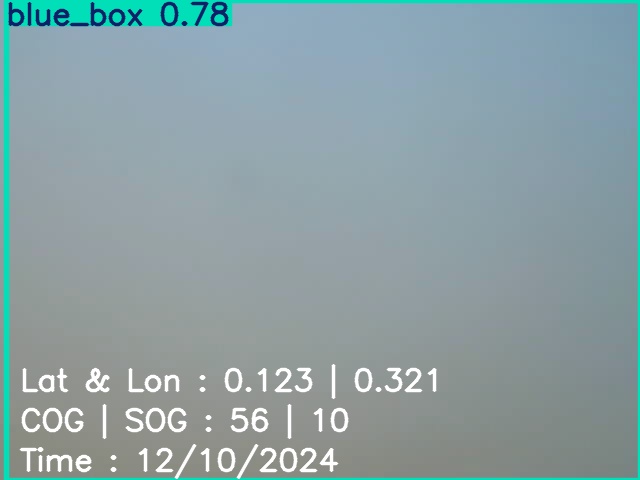 blue_box 0.78
Lat & Lon : 0.123 | 0.321
COG | SOG : 56 | 10
Time : 12/10/2024